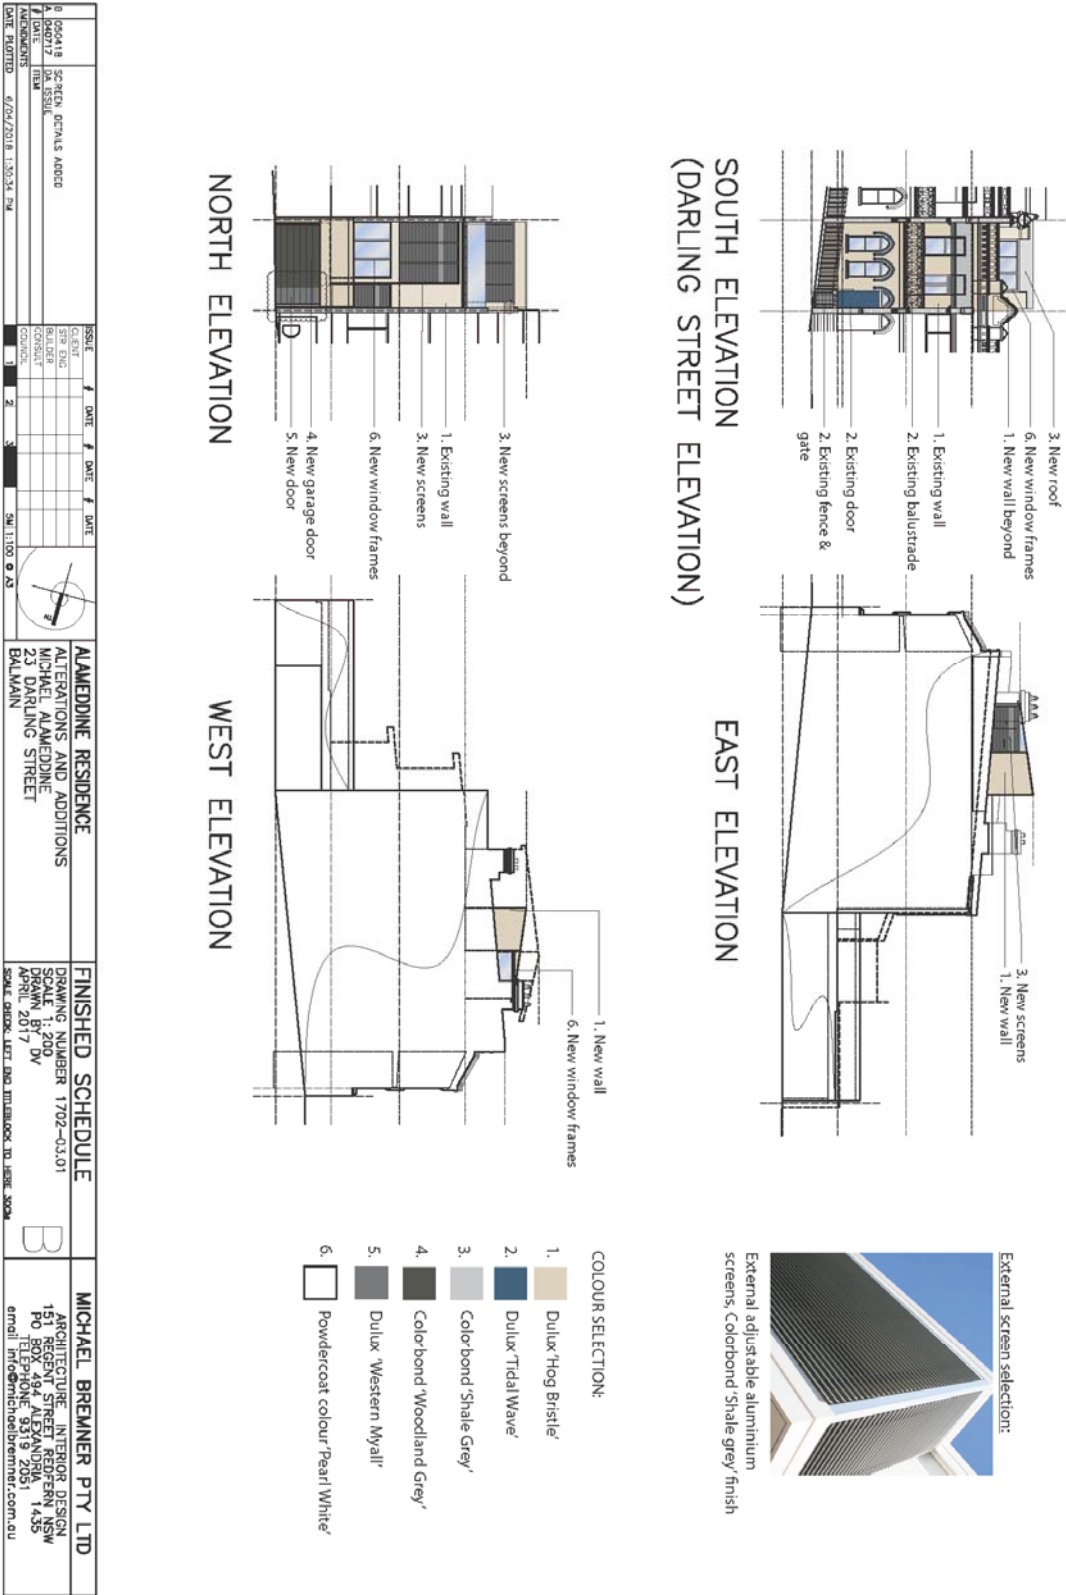 3. New roof
6. New window frames
1. New wall beyond
1. Existing wall
2. Existing balustrade
2. Existing door
2. Existing fence &
gate
SOUTH ELEVATION
(DARLING STREET ELEVATION)
3. New screens
1. New wall
EAST ELEVATION
External screen selection:
External adjustable aluminium
screens, Colorbond 'Shale grey' finish
3. New screens beyond
1. Existing wall
3. New screens
6. New window frames
4. New garage door
5. New door
D
NORTH ELEVATION
1. New wall
6. New window frames
WEST ELEVATION
COLOUR SELECTION:
1. Dulux 'Hog Bristle'
2. Dulux 'Tidal Wave'
3. Colorbond 'Shale Grey'
4. Colorbond 'Woodland Grey'
5. Dulux 'Western Myall'
6. Powdercoat colour 'Pearl White'
B 050418 SCREEN DETAILS ADDED
A 040717 DA ISSUE
# DATE ITEM
AMENDMENTS
DATE PLOTTED 6/04/2018 1:30:34 PM
ISSUE # DATE # DATE # DATE
CLIENT
STR ENG
BUILDER
CONSULT
COUNCIL
1 2 3 5M 1:100 @ A3
ALAMEDDINE RESIDENCE
ALTERATIONS AND ADDITIONS
MICHAEL ALAMEDDINE
23 DARLING STREET
BALMAIN
FINISHED SCHEDULE
DRAWING NUMBER 1702-03.01
SCALE 1: 200
DRAWN BY DV
APRIL 2017
SCALE CHECK: LEFT END TITLEBLOCK TO HERE 30CM
B
MICHAEL BREMNER PTY LTD
ARCHITECTURE INTERIOR DESIGN
151 REGENT STREET REDFERN NSW
PO BOX 494 ALEXANDRIA 1435
TELEPHONE 9319 2051
email info@michaelbremner.com.au